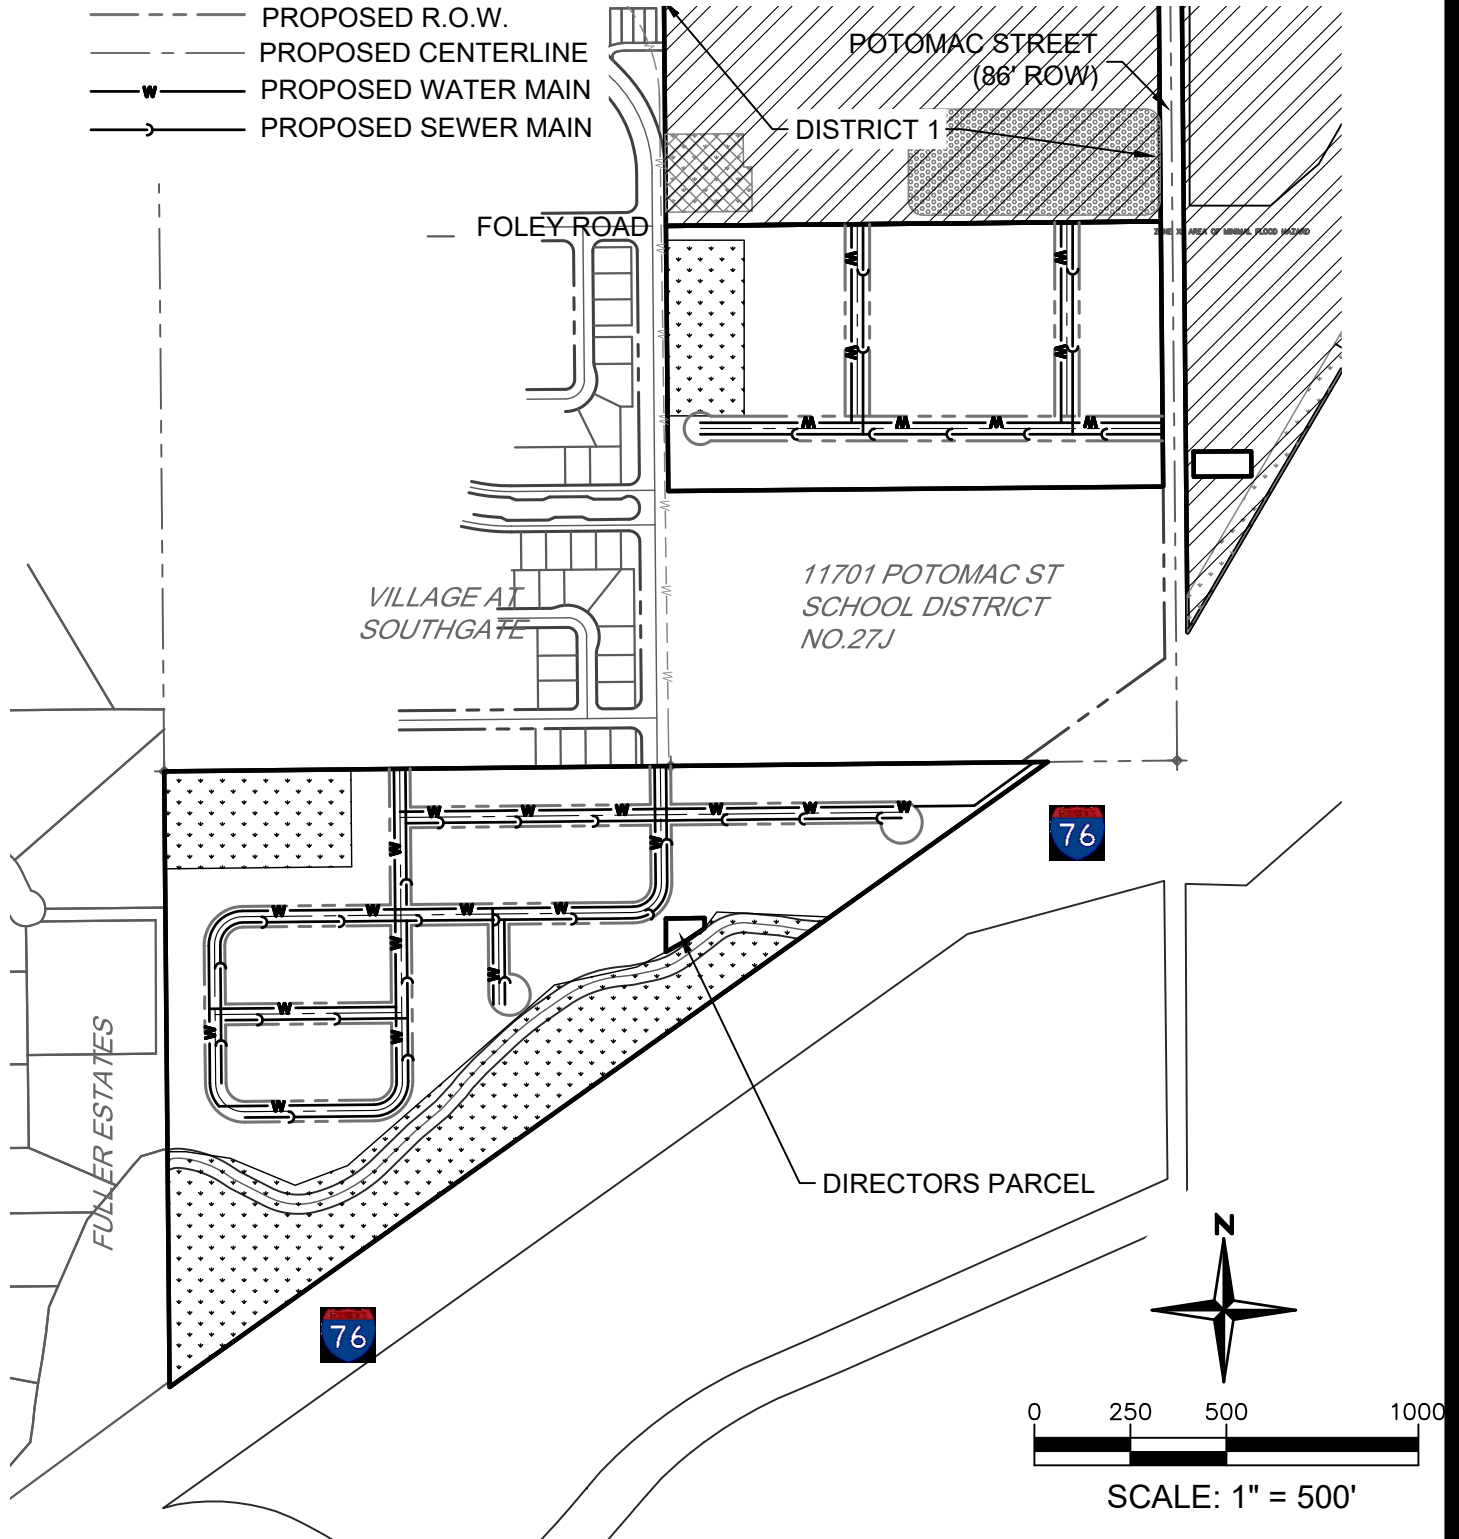 PROPOSED R.O.W.
PROPOSED CENTERLINE
PROPOSED WATER MAIN
PROPOSED SEWER MAIN
POTOMAC STREET
(86' ROW)
DISTRICT 1
FOLEY ROAD
ZONE X: AREA OF MINIMAL FLOOD HAZARD
11701 POTOMAC ST
SCHOOL DISTRICT
NO.27J
VILLAGE AT
SOUTHGATE
76
FULLER ESTATES
DIRECTORS PARCEL
76
N
0 250 500 1000
SCALE: 1" = 500'